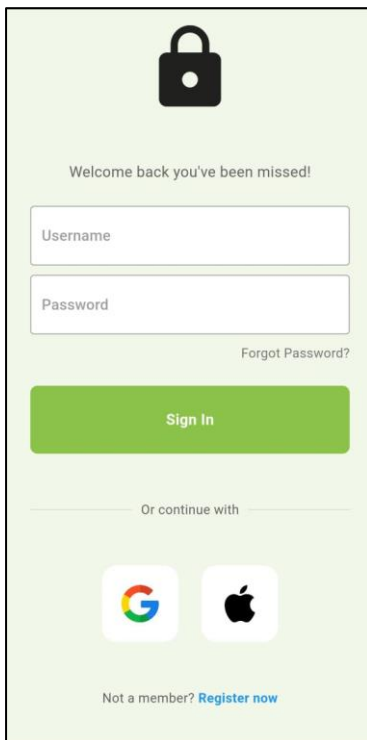 Welcome back you've been missed!
Username
Password
Forgot Password?
Sign In
Or continue with
Not a member? Register now